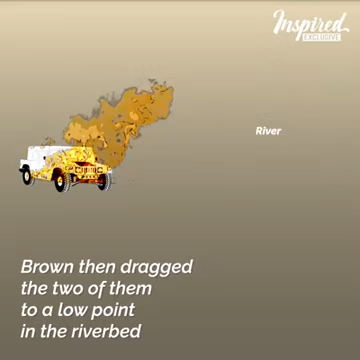 Inspired
EXCLUSIVE
River
Brown then dragged
the two of them
to a low point
in the riverbed